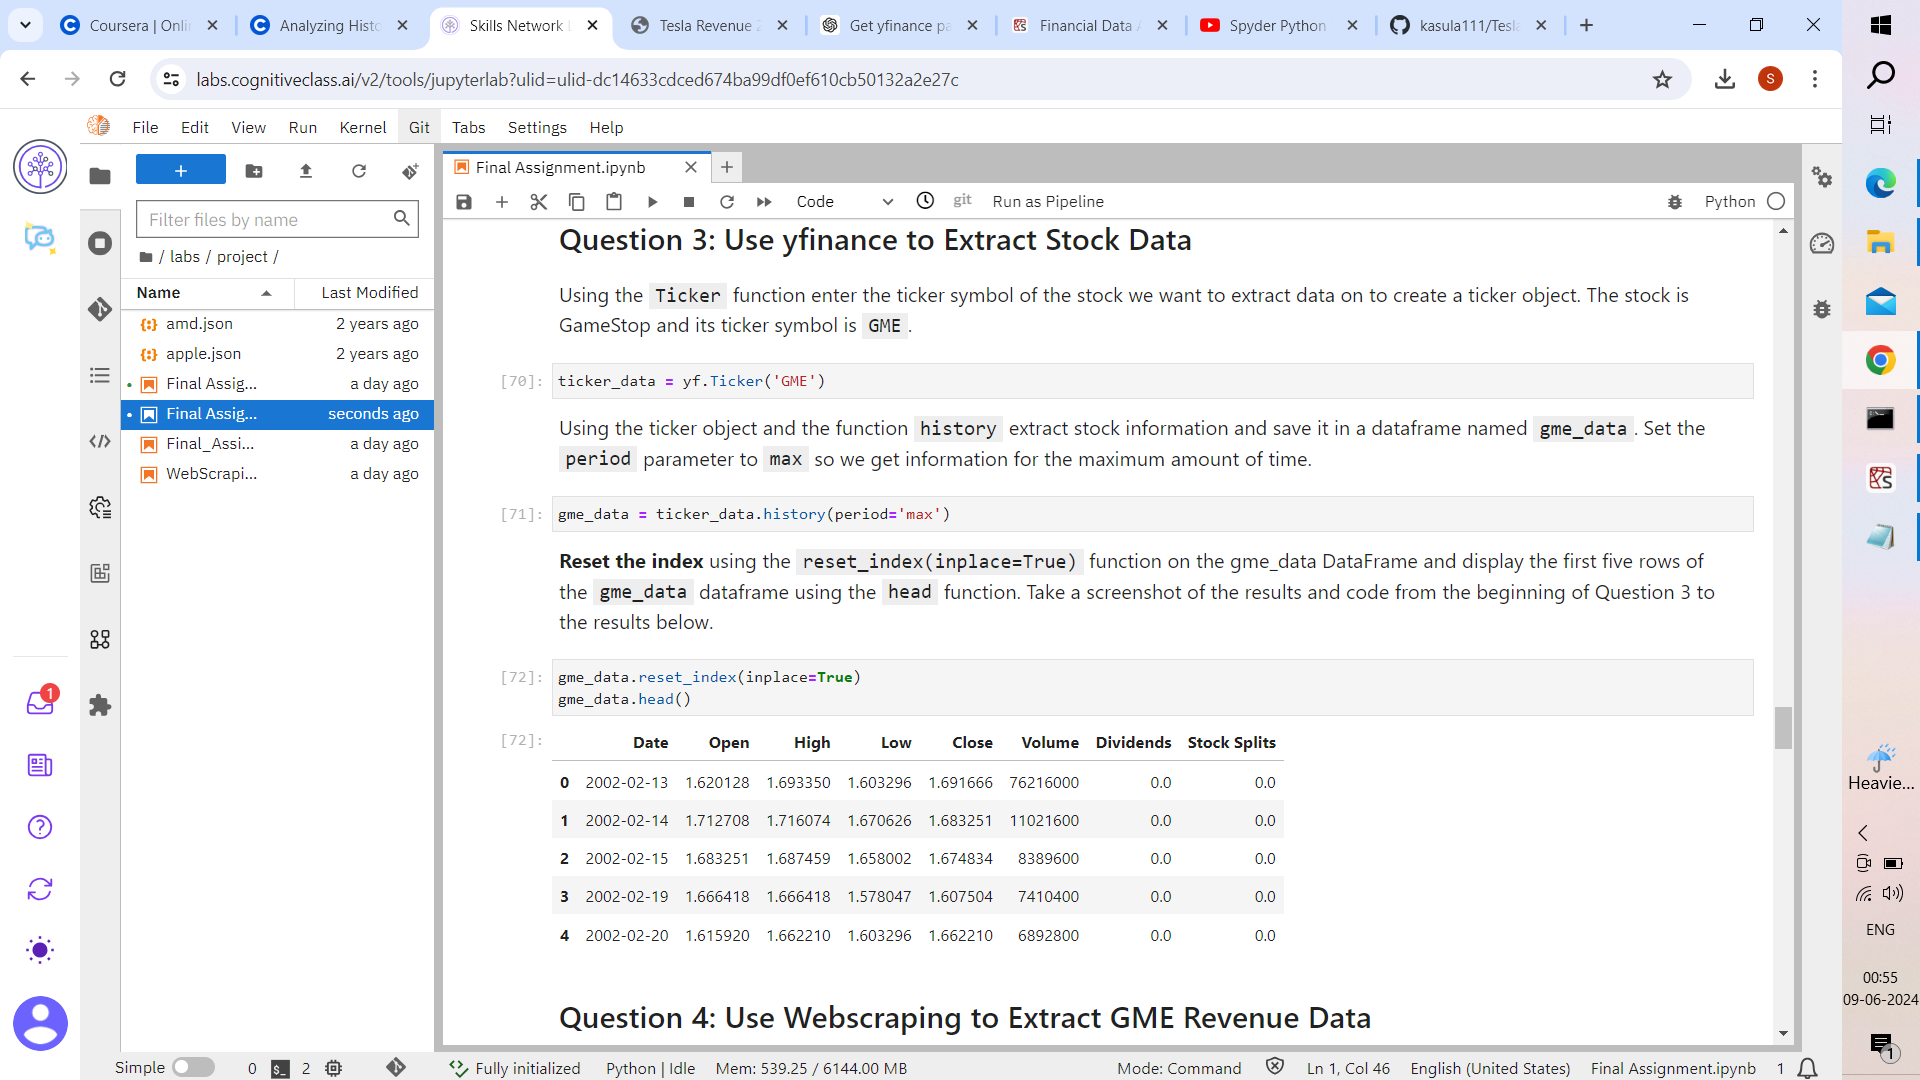 Coursera | Onli
Analyzing Histo
Skills Network
Tesla Revenue 2
Get yfinance pa
Financial Data A
Spyder Python
kasula111/Tesla
labs.cognitiveclass.ai/v2/tools/jupyterlab?ulid=ulid-dc14633cdced674ba99df0ef610cb50132a2e27c
S
File Edit View Run Kernel Git Tabs Settings Help
Final Assignment.ipynb
Filter files by name
Code
git
Run as Pipeline
Python
/ labs / project /
Name Last Modified
amd.json 2 years ago
apple.json 2 years ago
Final Assig... a day ago
Final Assig... seconds ago
Final_Assi... a day ago
WebScrapi... a day ago
Question 3: Use yfinance to Extract Stock Data
Using the Ticker function enter the ticker symbol of the stock we want to extract data on to create a ticker object. The stock is
GameStop and its ticker symbol is GME .
[70]: ticker_data = yf.Ticker('GME')
Using the ticker object and the function history extract stock information and save it in a dataframe named gme_data . Set the
period parameter to max so we get information for the maximum amount of time.
[71]: gme_data = ticker_data.history(period='max')
Reset the index using the reset_index(inplace=True) function on the gme_data DataFrame and display the first five rows of
the gme_data dataframe using the head function. Take a screenshot of the results and code from the beginning of Question 3 to
the results below.
[72]: gme_data.reset_index(inplace=True)
gme_data.head()
[72]: Date Open High Low Close Volume Dividends Stock Splits
0 2002-02-13 1.620128 1.693350 1.603296 1.691666 76216000 0.0 0.0
1 2002-02-14 1.712708 1.716074 1.670626 1.683251 11021600 0.0 0.0
2 2002-02-15 1.683251 1.687459 1.658002 1.674834 8389600 0.0 0.0
3 2002-02-19 1.666418 1.666418 1.578047 1.607504 7410400 0.0 0.0
4 2002-02-20 1.615920 1.662210 1.603296 1.662210 6892800 0.0 0.0
Question 4: Use Webscraping to Extract GME Revenue Data
1
Simple 0 $_ 2 Fully initialized Python | Idle Mem: 539.25 / 6144.00 MB Mode: Command Ln 1, Col 46 English (United States) Final Assignment.ipynb 1
Heavie...
ENG
00:55
09-06-2024
1